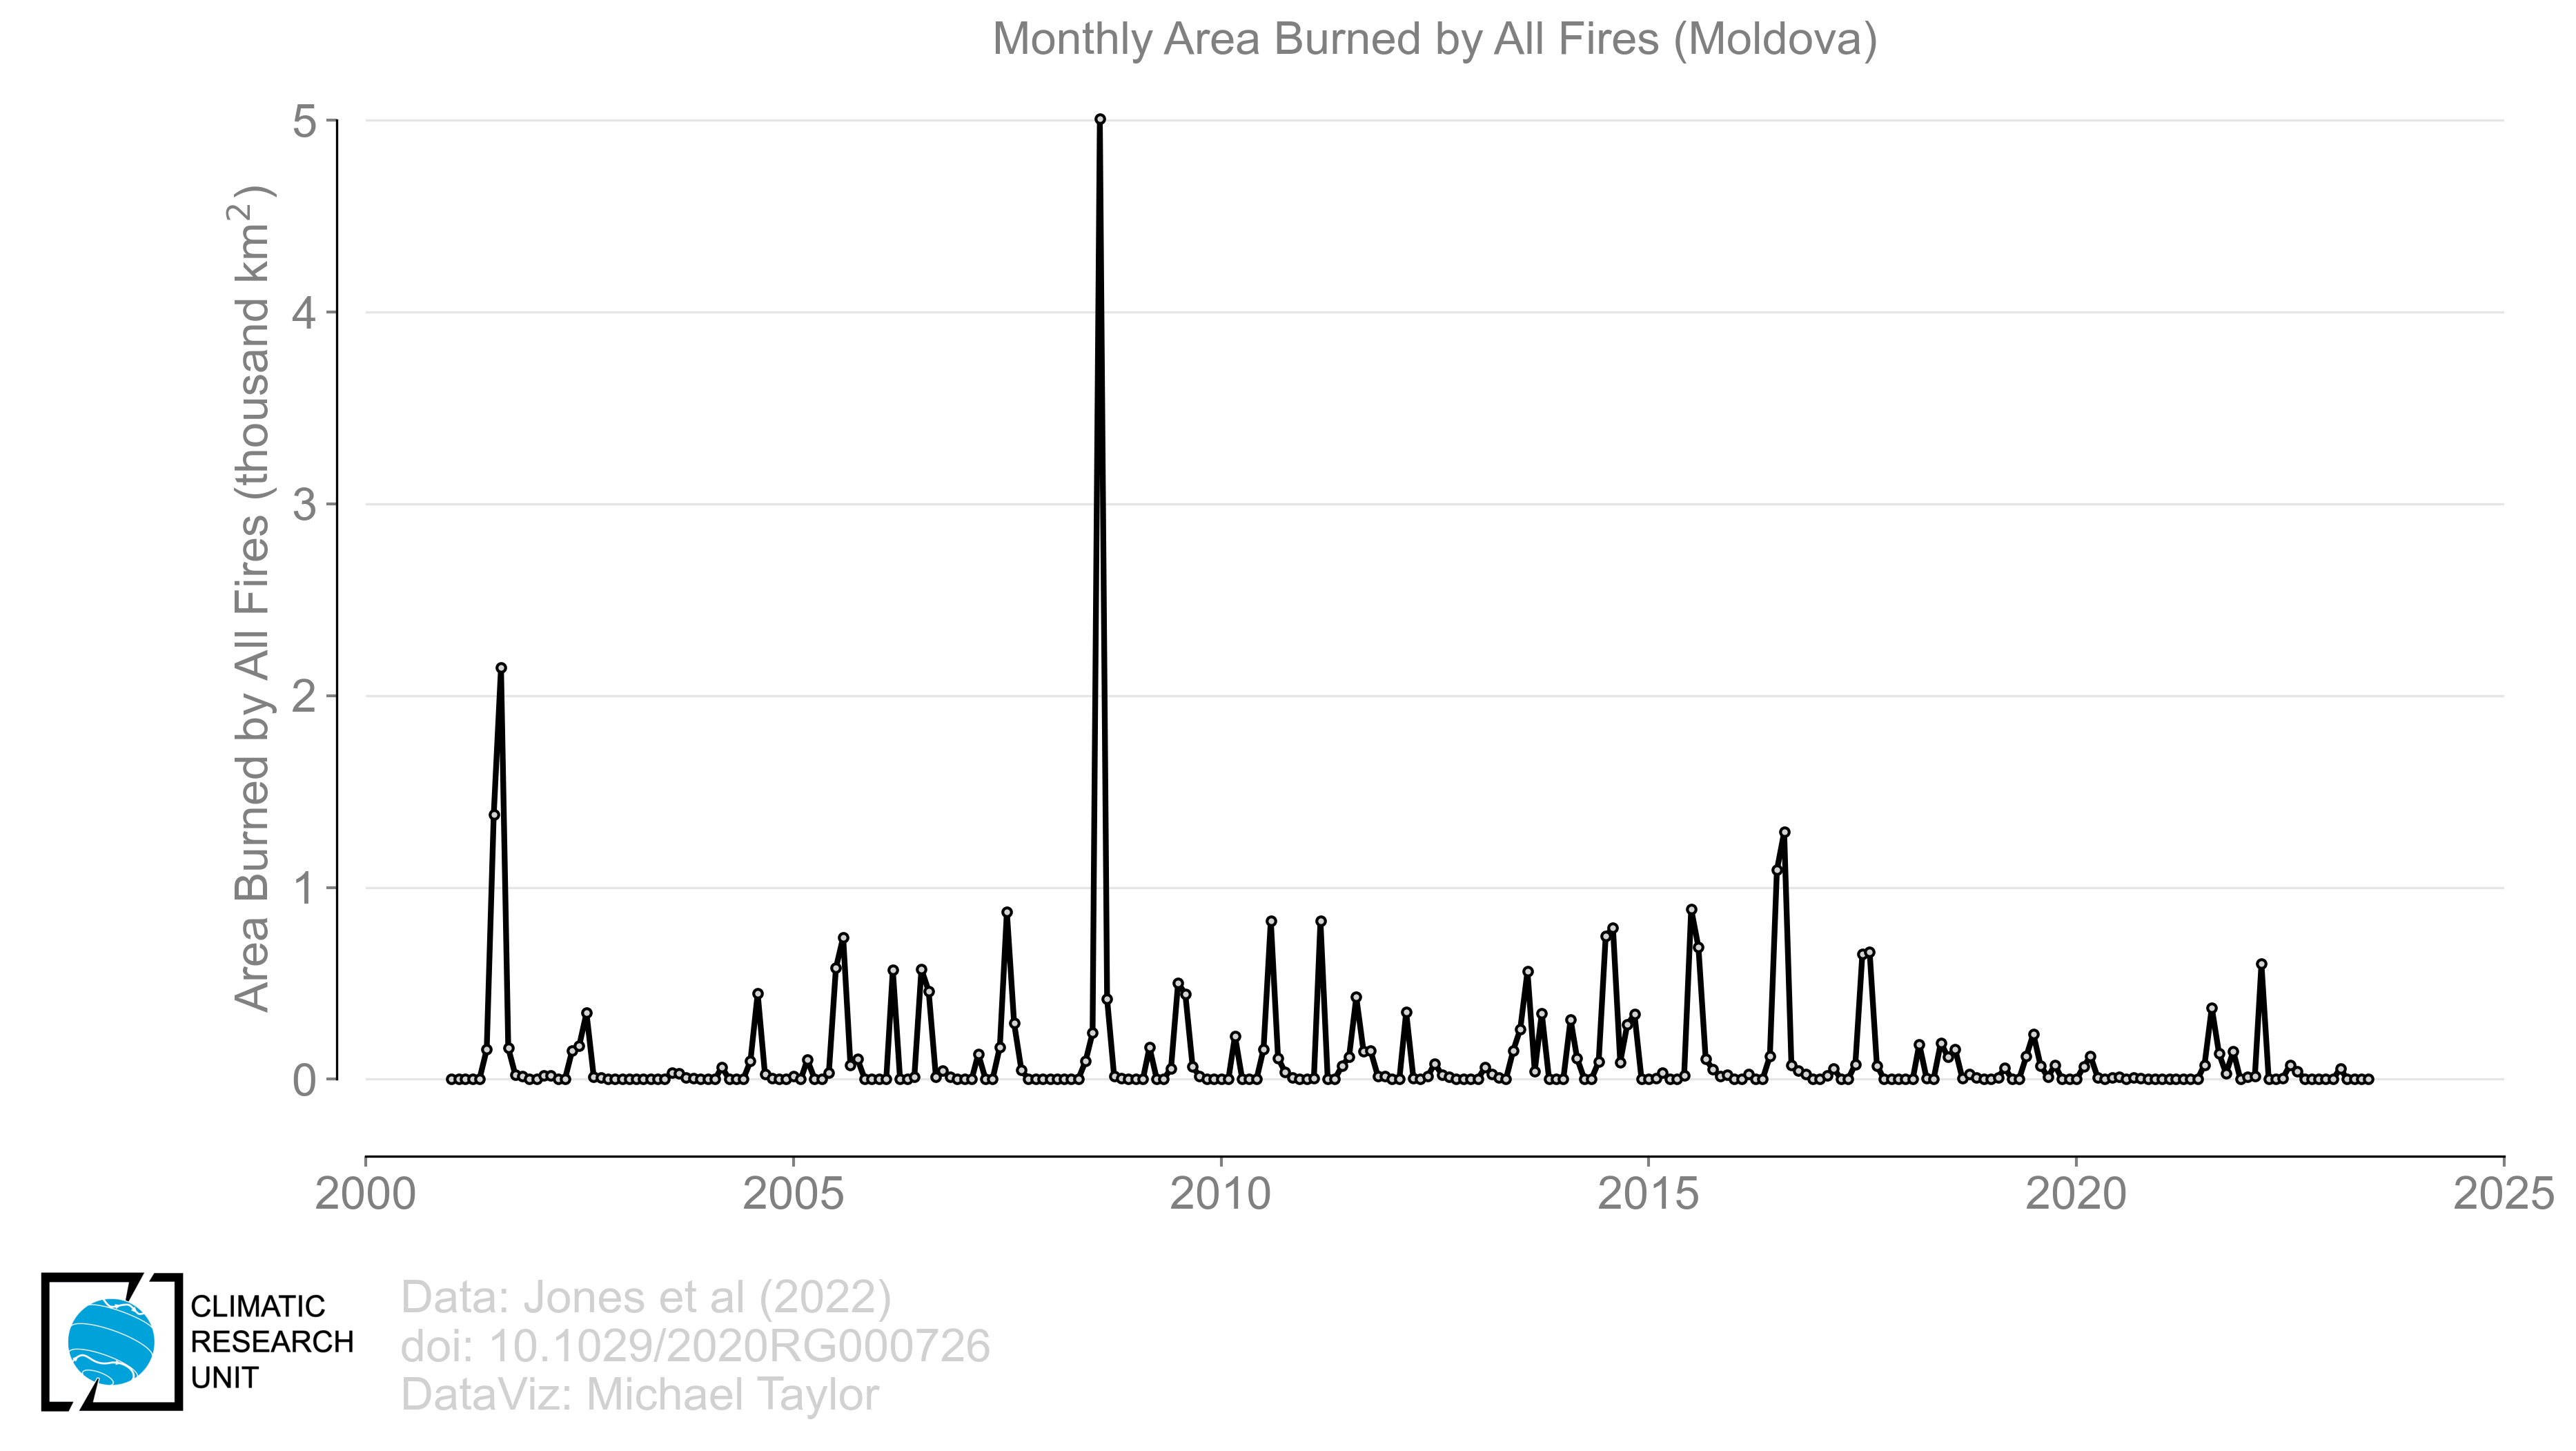 Monthly Area Burned by All Fires (Moldova)
Area Burned by All Fires (thousand km²)
5
4
3
2
1
0
2000
2005
2010
2015
2020
2025
CLIMATIC
RESEARCH
UNIT
Data: Jones et al (2022)
doi: 10.1029/2020RG000726
DataViz: Michael Taylor